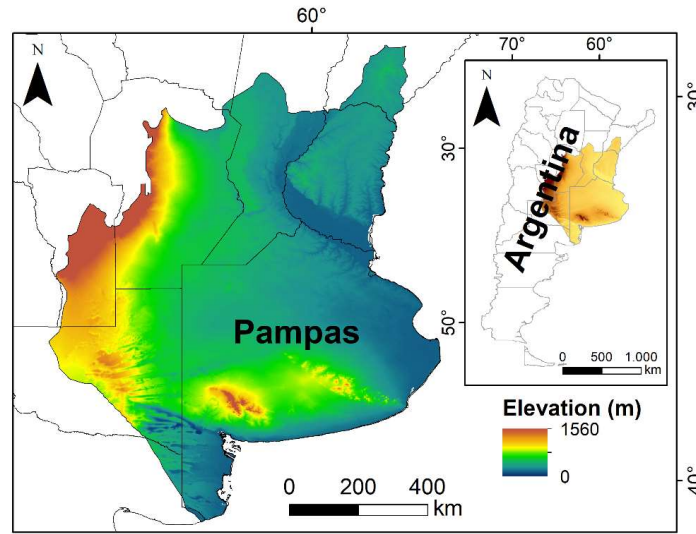 60°
N
Pampas
0 200 400
km
70° 60°
N
30°
Argentina
50°
0 500 1.000
km
Elevation (m)
1560
0
30°
40°